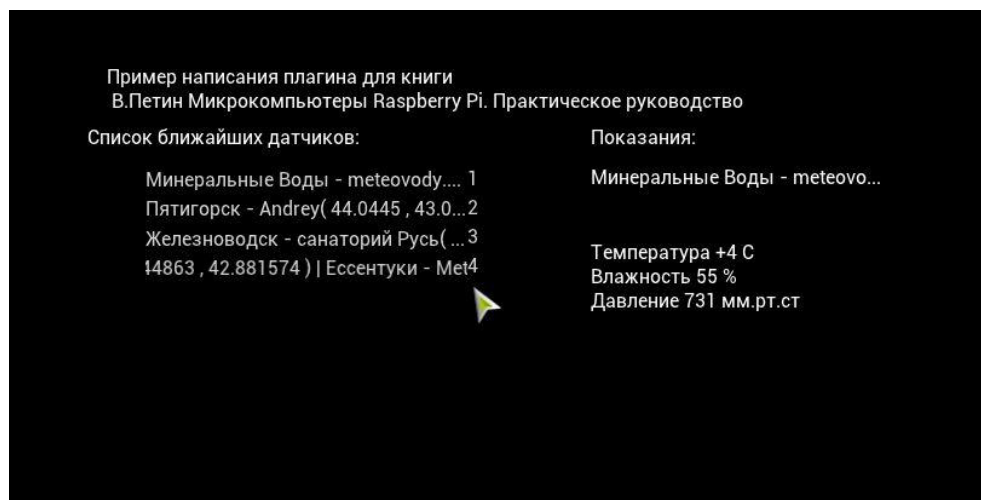 Пример написания плагина для книги
В.Петин Микрокомпьютеры Raspberry Pi. Практическое руководство
Список ближайших датчиков:
Минеральные Воды - meteovody.... 1
Пятигорск - Andrey( 44.0445 , 43.0...2
Железноводск - санаторий Русь( ... 3
44863 , 42.881574 ) | Ессентуки - Met4
Показания:
Минеральные Воды - meteovo...
Температура +4 C
Влажность 55 %
Давление 731 мм.рт.ст